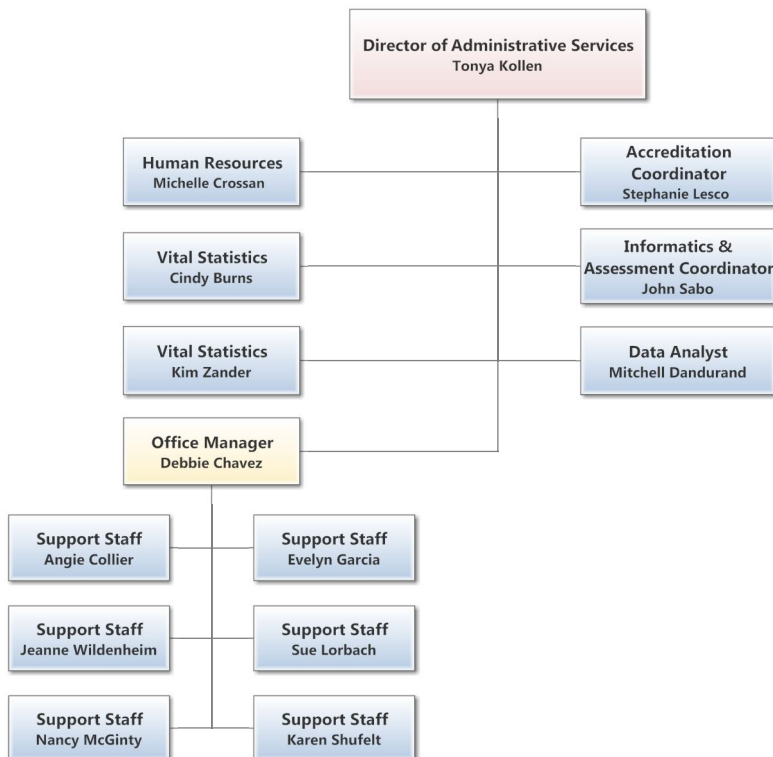 Director of Administrative Services
Tonya Kollen
Human Resources
Michelle Crossan
Accreditation
Coordinator
Stephanie Lesco
Vital Statistics
Cindy Burns
Informatics &
Assessment Coordinator
John Sabo
Vital Statistics
Kim Zander
Data Analyst
Mitchell Dandurand
Office Manager
Debbie Chavez
Support Staff
Angie Collier
Support Staff
Evelyn Garcia
Support Staff
Jeanne Wildenheim
Support Staff
Sue Lorbach
Support Staff
Nancy McGinty
Support Staff
Karen Shufelt